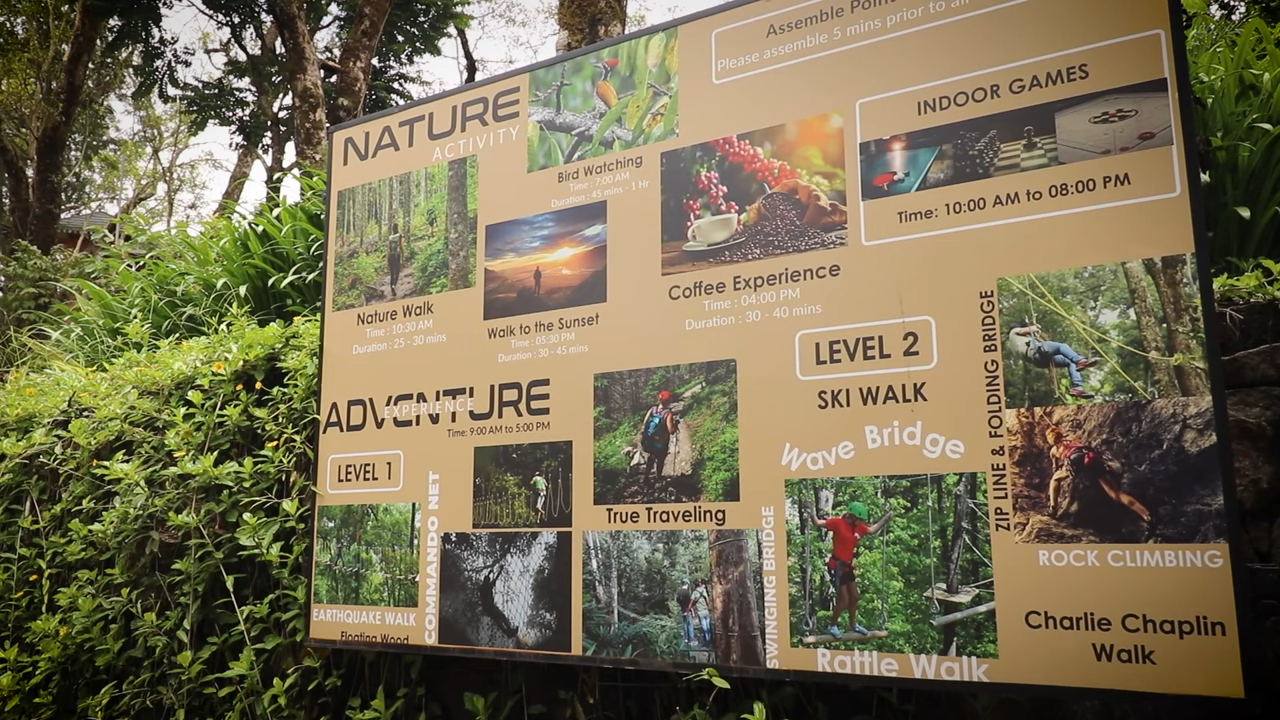 Assemble Point
Please assemble 5 mins prior to all
NATURE
ACTIVITY
Bird Watching
Time : 7:00 AM
Duration : 45 mins - 1 Hr
Nature Walk
Time : 10:30 AM
Duration : 25 - 30 mins
Walk to the Sunset
Time : 05:30 PM
Duration : 30 - 45 mins
Coffee Experience
Time : 04:00 PM
Duration : 30 - 40 mins
INDOOR GAMES
Time: 10:00 AM to 08:00 PM
ADVENTURE
EXPERIENCE
Time: 9:00 AM to 5:00 PM
LEVEL 1
COMMANDO NET
EARTHQUAKE WALK
Floating Wood
True Traveling
SWINGING BRIDGE
LEVEL 2
SKI WALK
Wave Bridge
Rattle Walk
ZIP LINE & FOLDING BRIDGE
ROCK CLIMBING
Charlie Chaplin
Walk